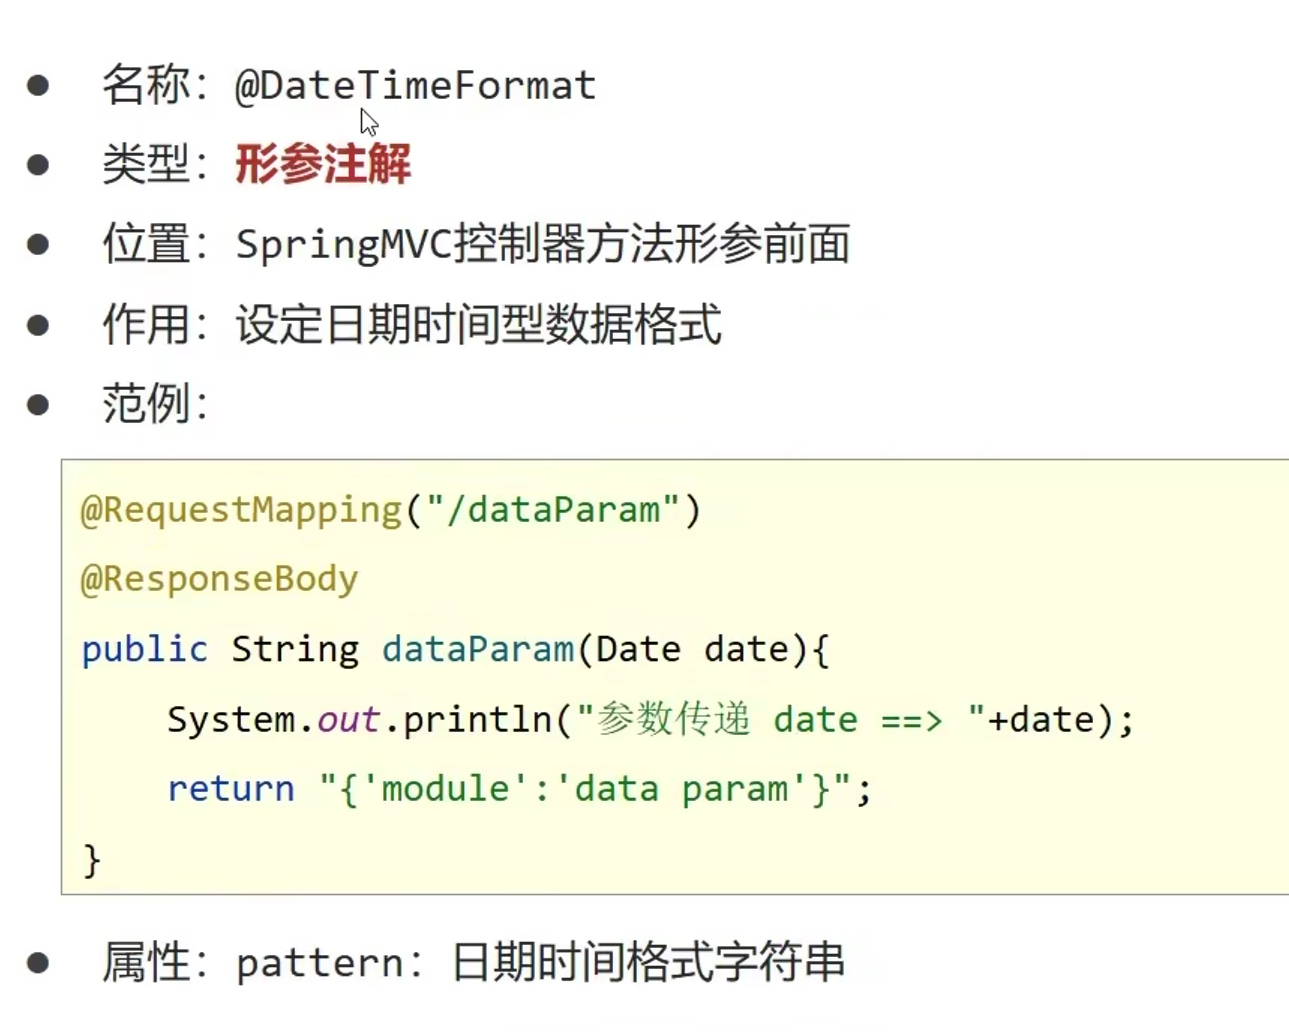 ● 名称：@DateTimeFormat
● 类型：形参注解
● 位置：SpringMVC控制器方法形参前面
● 作用：设定日期时间型数据格式
● 范例：
@RequestMapping("/dataParam")
@ResponseBody
public String dataParam(Date date){
    System.out.println("参数传递 date ==> "+date);
    return "{'module':'data param'}";
}
● 属性：pattern：日期时间格式字符串